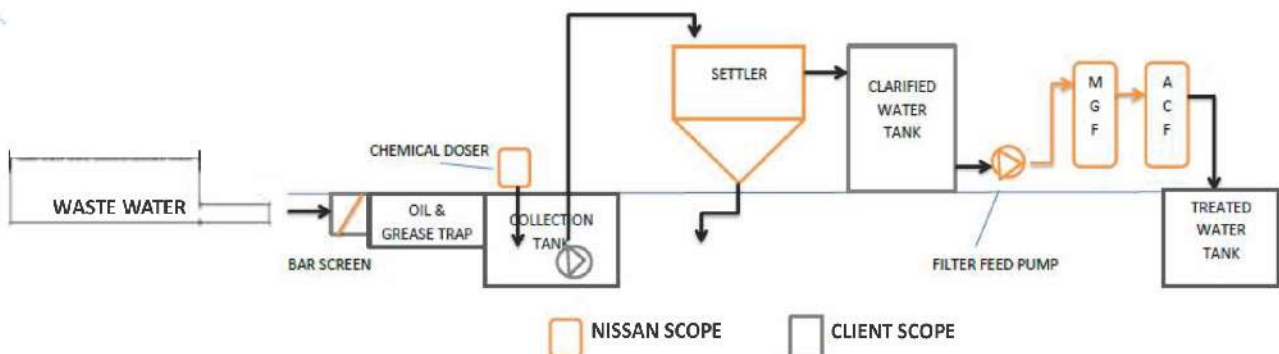 SETTLER
CLARIFIED
WATER
TANK
M
G
F
A
C
F
CHEMICAL DOSER
WASTE WATER
OIL &
GREASE TRAP
COLLECTION
TANK
TREATED
WATER
TANK
BAR SCREEN
FILTER FEED PUMP
NISSAN SCOPE
CLIENT SCOPE